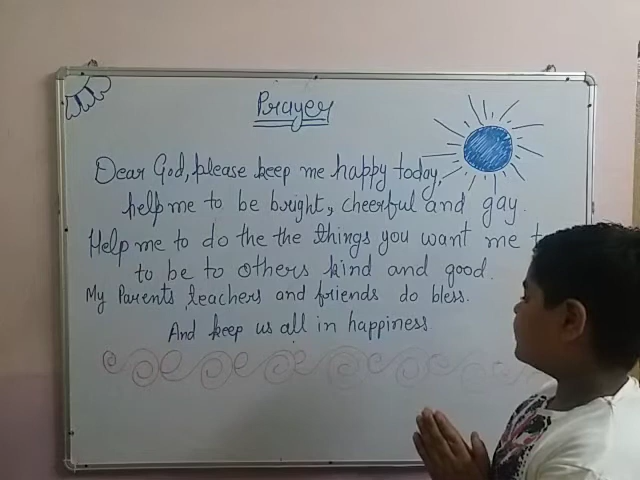 Prayer
Dear God, please keep me happy today,
help me to be bright, cheerful and gay.
Help me to do the the things you want me t
to be to others kind and good.
My Parents, teachers and friends do bless.
And keep us all in happiness.